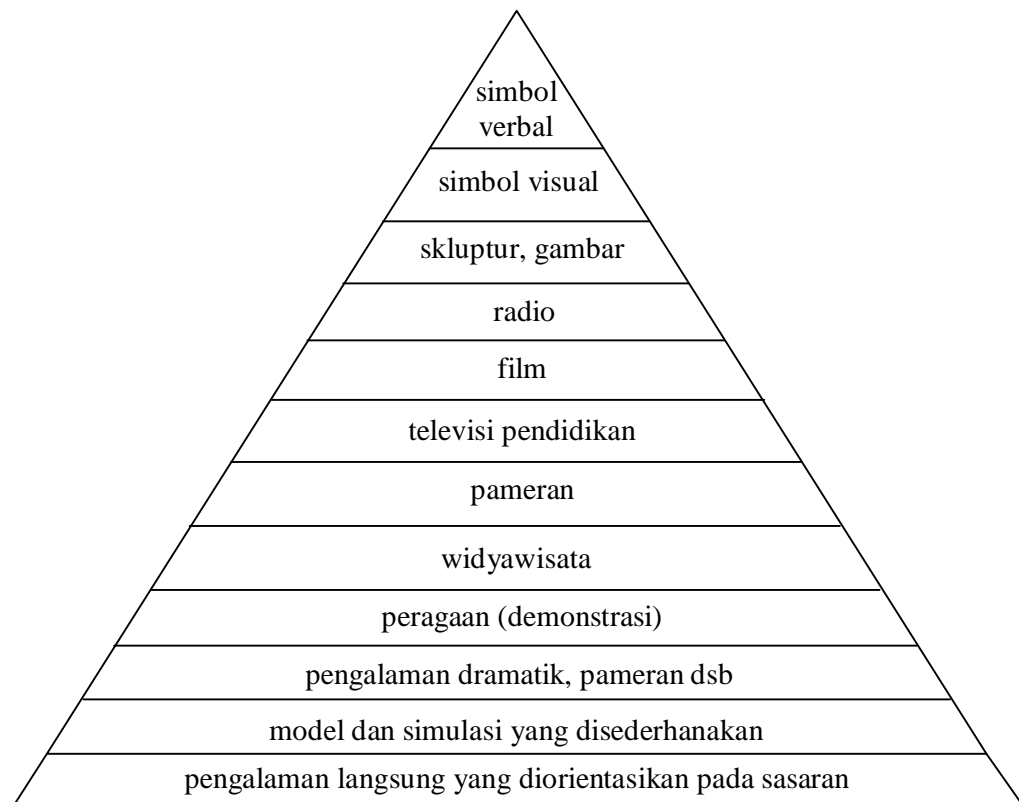 simbol
verbal
simbol visual
skluptur, gambar
radio
film
televisi pendidikan
pameran
widyawisata
peragaan (demonstrasi)
pengalaman dramatik, pameran dsb
model dan simulasi yang disederhanakan
pengalaman langsung yang diorientasikan pada sasaran